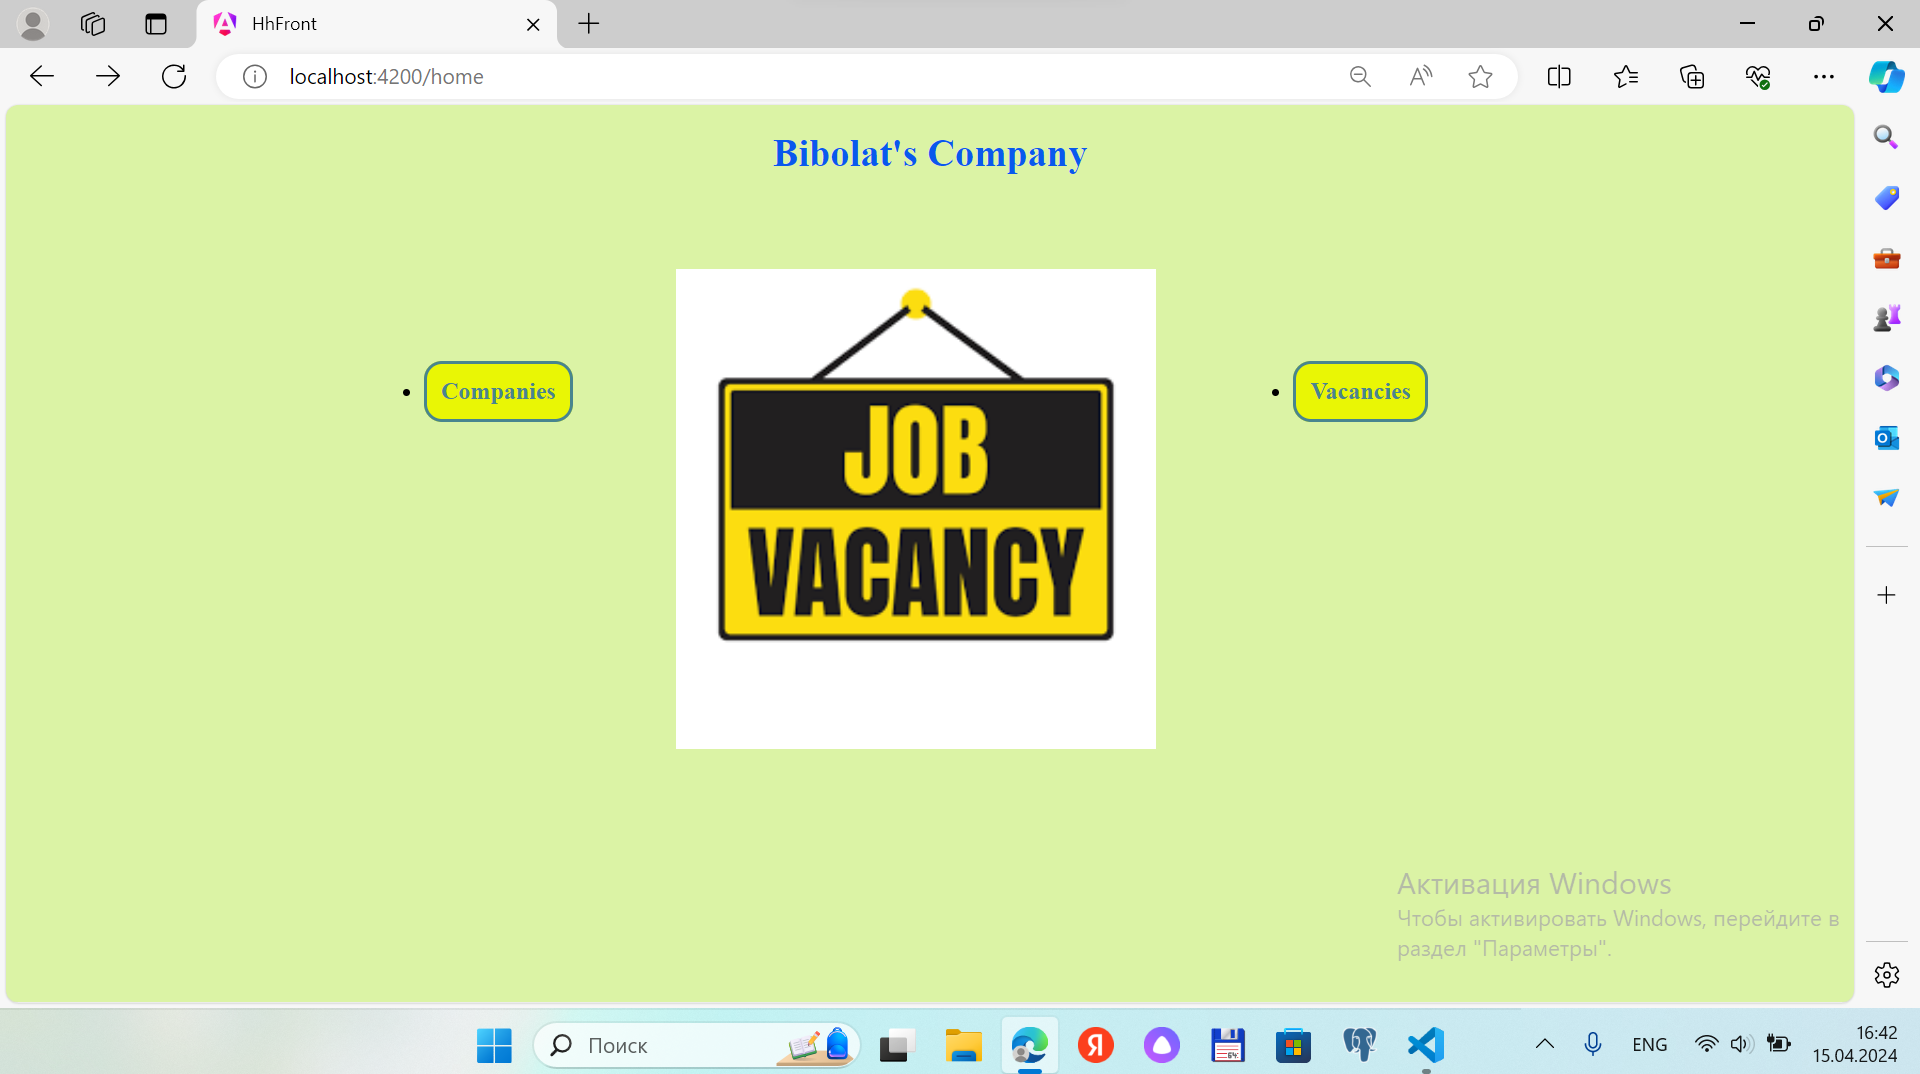 HhFront
localhost:4200/home
Bibolat's Company
Companies
JOB
VACANCY
Vacancies
Активация Windows
Чтобы активировать Windows, перейдите в
раздел "Параметры".
Поиск
Я
64
ENG
16:42
15.04.2024